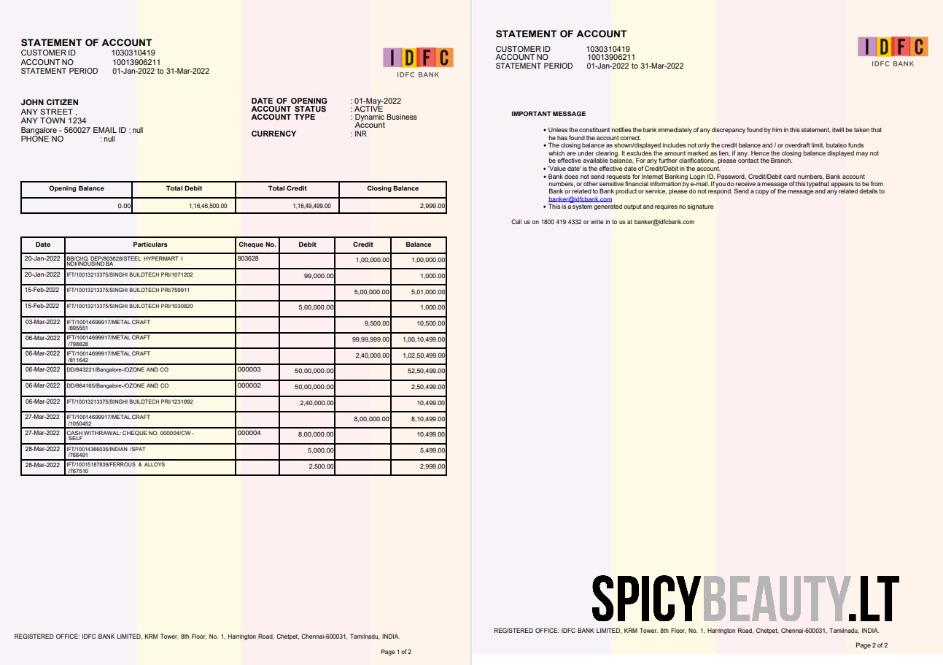 STATEMENT OF ACCOUNT
CUSTOMER ID 1030310419
ACCOUNT NO 10013906211
STATEMENT PERIOD 01-Jan-2022 to 31-Mar-2022
IDFC
IDFC BANK
JOHN CITIZEN
ANY STREET ,
ANY TOWN 1234
Bangalore - 560027 EMAIL ID : null
PHONE NO : null
DATE OF OPENING : 01-May-2022
ACCOUNT STATUS : ACTIVE
ACCOUNT TYPE : Dynamic Business
Account
CURRENCY : INR
Opening Balance Total Debit Total Credit Closing Balance
0.00 1,16,46,500.00 1,16,49,499.00 2,999.00
Date Particulars Cheque No. Debit Credit Balance
20-Jan-2022 BB/CHQ DEP/803628/STEEL HYPERMART I 803628 1,00,000.00 1,00,000.00
NDI/INDUSIND BA
20-Jan-2022 IFT/10013213375/SINGHI BUILDTECH PRI/1071202 99,000.00 1,000.00
15-Feb-2022 IFT/10013213375/SINGHI BUILDTECH PRI/759911 5,00,000.00 5,01,000.00
15-Feb-2022 IFT/10013213375/SINGHI BUILDTECH PRI/1030820 5,00,000.00 1,000.00
03-Mar-2022 IFT/10014699917/METAL CRAFT 9,500.00 10,500.00
/695551
06-Mar-2022 IFT/10014699917/METAL CRAFT 99,99,999.00 1,00,10,499.00
/798828
06-Mar-2022 IFT/10014699917/METAL CRAFT 2,40,000.00 1,02,50,499.00
/811642
06-Mar-2022 DD/843221/Bangalore-/OZONE AND CO 000003 50,00,000.00 52,50,499.00
06-Mar-2022 DD/864165/Bangalore-/OZONE AND CO 000002 50,00,000.00 2,50,499.00
06-Mar-2022 IFT/10013213375/SINGHI BUILDTECH PRI/1231892 2,40,000.00 10,499.00
27-Mar-2022 IFT/10014699917/METAL CRAFT 8,00,000.00 8,10,499.00
/1050452
27-Mar-2022 CASH WITHRAWAL: CHEQUE NO. 000004/CW - 000004 8,00,000.00 10,499.00
SELF
28-Mar-2022 IFT/10014366035/INDIAN ISPAT 5,000.00 5,499.00
/766491
28-Mar-2022 IFT/10015187839/FERROUS & ALLOYS 2,500.00 2,999.00
/767510
REGISTERED OFFICE: IDFC BANK LIMITED, KRM Tower, 8th Floor, No. 1, Harrington Road, Chetpet, Chennai-600031, Tamilnadu, INDIA.
Page 1 of 2
STATEMENT OF ACCOUNT
CUSTOMER ID 1030310419
ACCOUNT NO 10013906211
STATEMENT PERIOD 01-Jan-2022 to 31-Mar-2022
IDFC
IDFC BANK
IMPORTANT MESSAGE
• Unless the constituent notifies the bank immediately of any discrepancy found by him in this statement, itwill be taken that
he has found the account correct.
• The closing balance as shown/displayed includes not only the credit balance and / or overdraft limit, butalso funds
which are under clearing. It excludes the amount marked as lien, if any. Hence the closing balance displayed may not
be effective available balance, For any further clarifications, please contact the Branch.
• 'Value date' is the effective date of Credit/Debit in the account.
• Bank does not send requests for Internet Banking Login ID, Password, Credit/Debit card numbers, Bank account
numbers, or other sensitive financial information by e-mail. If you do receive a message of this typethat appears to be from
Bank or related to Bank product or service, please do not respond. Send a copy of the message and any related details to
banker@idfcbank.com
• This is a system generated output and requires no signature
Call us on 1800 419 4332 or write in to us at banker@idfcbank.com
SPICYBEAUTY.LT
REGISTERED OFFICE: IDFC BANK LIMITED, KRM Tower, 8th Floor, No. 1, Harrington Road, Chetpet, Chennai-600031, Tamilnadu, INDIA.
Page 2 of 2